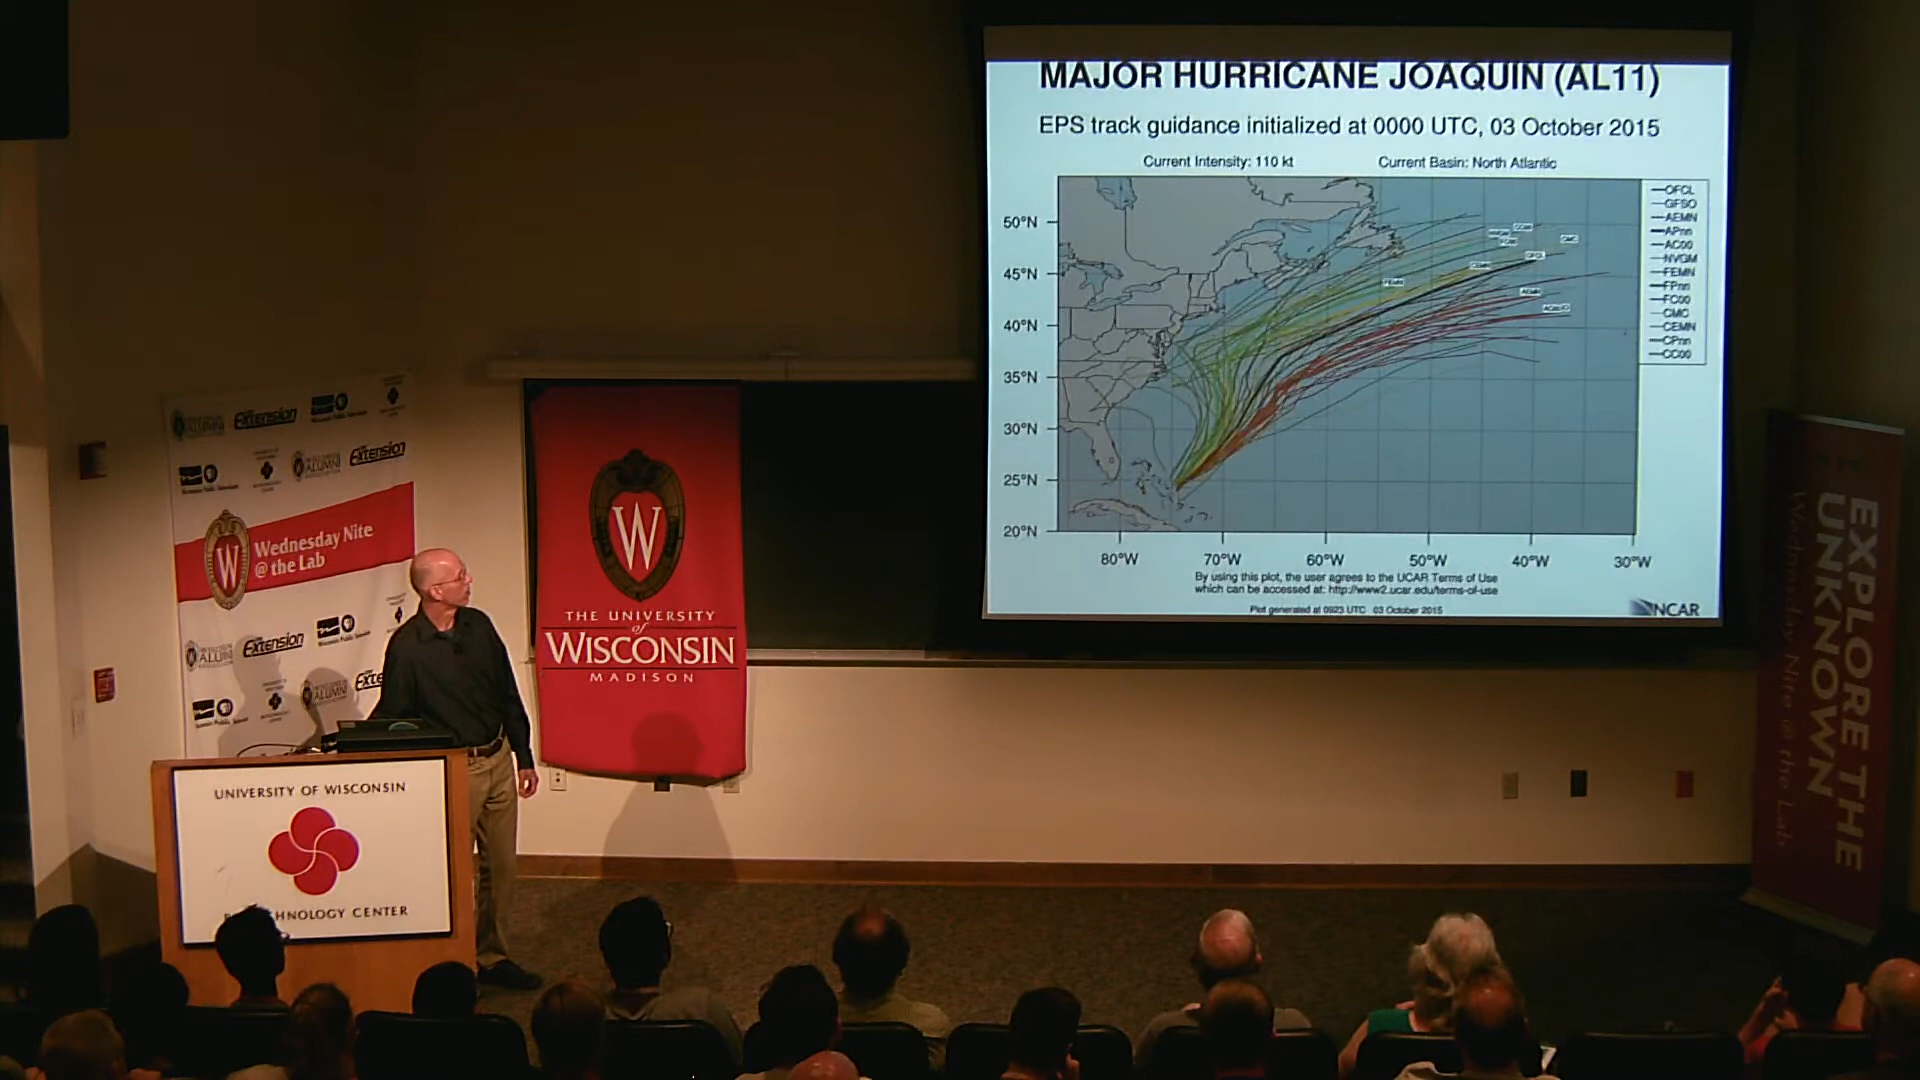 MAJOR HURRICANE JOAQUIN (AL11)
EPS track guidance initialized at 0000 UTC, 03 October 2015
Current Intensity: 110 kt
Current Basin: North Atlantic
50°N
45°N
40°N
35°N
30°N
25°N
20°N
80°W
70°W
60°W
50°W
40°W
30°W
OFCL
GFSO
AEMN
APnn
AC00
NVGM
FEMN
FPnn
FC00
CMC
CEMN
CPnn
CC00
By using this plot, the user agrees to the UCAR Terms of Use
which can be accessed at: http://www2.ucar.edu/terms-of-use
Plot generated at 0923 UTC 03 October 2015
NCAR
Extension
Extension
Wednesday Nite
@ the Lab
W
Extension
Exte
W
THE UNIVERSITY
of
WISCONSIN
MADISON
UNIVERSITY OF WISCONSIN
HNOLOGY CENTER
EXPLORE THE
UNKNOWN
Wednesday Nite @ the Lab